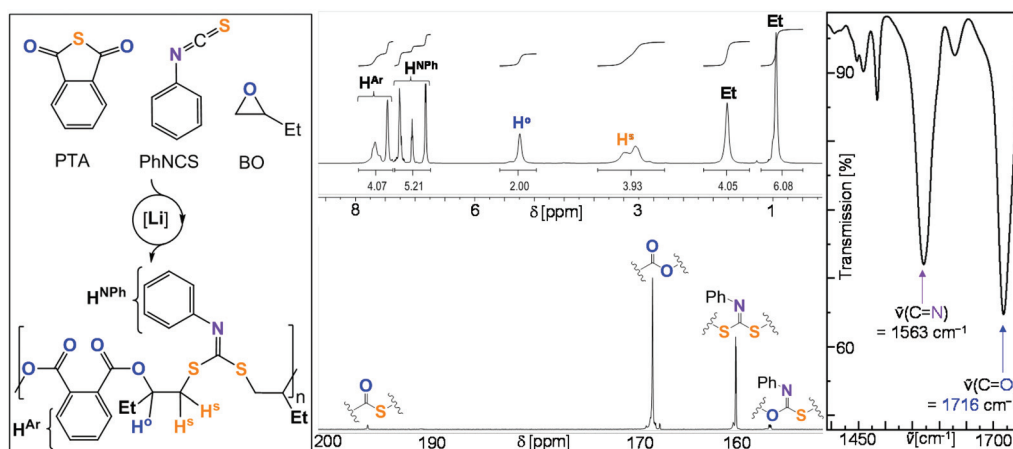 O S O
N C S
O
Et
PTA PhNCS BO
[Li]
H^NPh
N
O O S S
O O n
Et Et
H^s
H^Ar H^o H^s
H^Ar H^NPh H^o H^s Et Et
4.07 5.21 2.00 3.93 4.05 6.08
8 6 δ [ppm] 3 1
O
O
Ph N
S S
O
S
Ph N
O S
200 190 δ [ppm] 170 160
90
Transmission [%]
60
ṽ(C=N)
= 1563 cm⁻¹
ṽ(C=O
= 1716 cm⁻
1450 ṽ[cm⁻¹] 1700